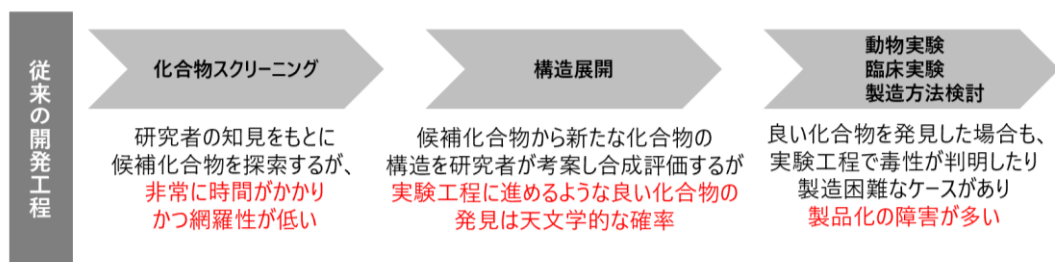 従来の開発工程
化合物スクリーニング
研究者の知見をもとに
候補化合物を探索するが、
非常に時間がかかり
かつ網羅性が低い
構造展開
候補化合物から新たな化合物の
構造を研究者が考案し合成評価するが
実験工程に進めるような良い化合物の
発見は天文学的な確率
動物実験
臨床実験
製造方法検討
良い化合物を発見した場合も、
実験工程で毒性が判明したり
製造困難なケースがあり
製品化の障害が多い